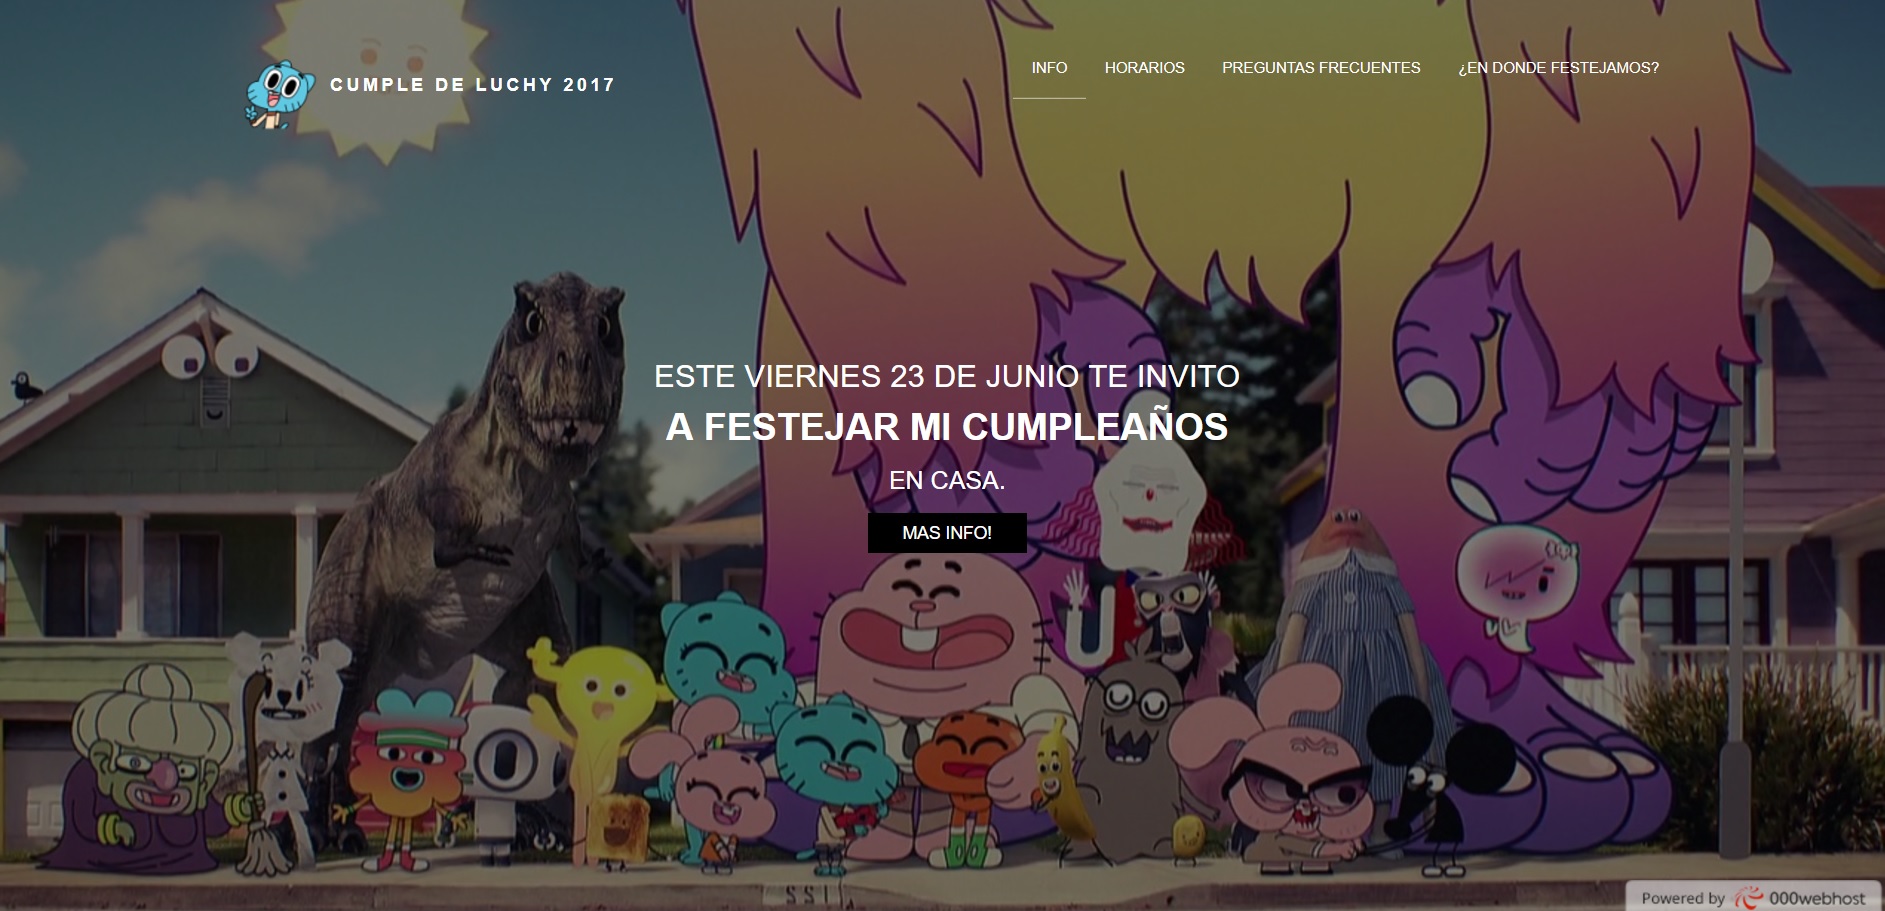 CUMPLE DE LUCHY 2017
INFO HORARIOS PREGUNTAS FRECUENTES ¿EN DONDE FESTEJAMOS?
ESTE VIERNES 23 DE JUNIO TE INVITO
A FESTEJAR MI CUMPLEAÑOS
EN CASA.
MAS INFO!
SSI
Powered by 000webhost